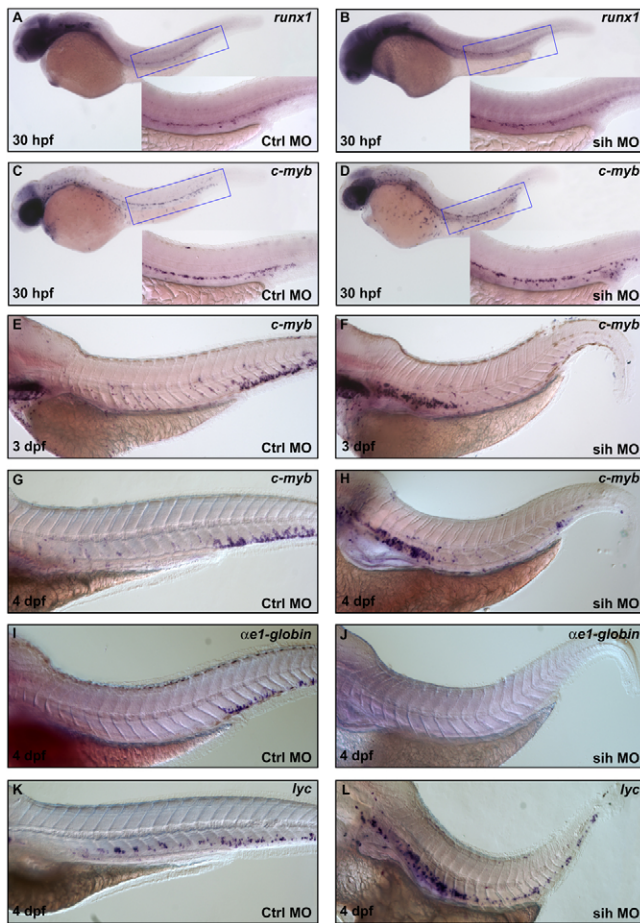 A runx1
30 hpf Ctrl MO
B runx1
30 hpf sih MO
C c-myb
30 hpf Ctrl MO
D c-myb
30 hpf sih MO
E c-myb
3 dpf Ctrl MO
F c-myb
3 dpf sih MO
G c-myb
4 dpf Ctrl MO
H c-myb
4 dpf sih MO
I αe1-globin
4 dpf Ctrl MO
J αe1-globin
4 dpf sih MO
K lyc
4 dpf Ctrl MO
L lyc
4 dpf sih MO